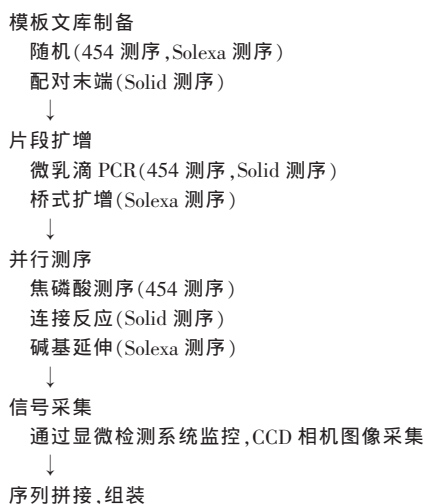 模板文库制备
随机(454 测序,Solexa 测序)
配对末端(Solid 测序)
↓
片段扩增
微乳滴 PCR(454 测序,Solid 测序)
桥式扩增(Solexa 测序)
↓
并行测序
焦磷酸测序(454 测序)
连接反应(Solid 测序)
碱基延伸(Solexa 测序)
↓
信号采集
通过显微检测系统监控,CCD 相机图像采集
↓
序列拼接,组装